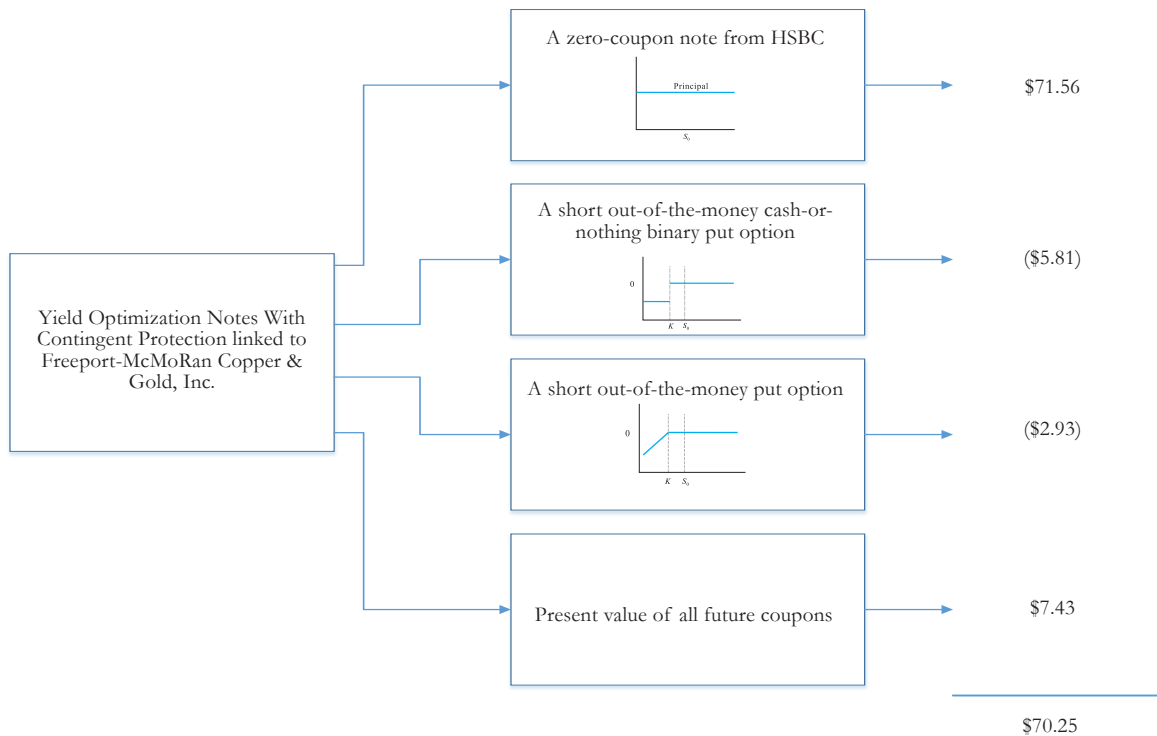 A zero-coupon note from HSBC
Principal
S0
$71.56
A short out-of-the-money cash-or-
nothing binary put option
0
K S0
($5.81)
Yield Optimization Notes With
Contingent Protection linked to
Freeport-McMoRan Copper &
Gold, Inc.
A short out-of-the-money put option
0
K S0
($2.93)
Present value of all future coupons
$7.43
$70.25